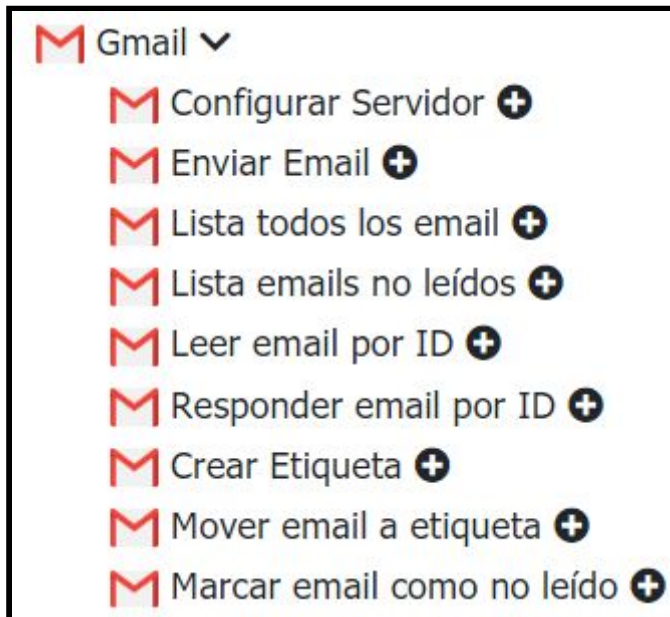 Gmail
Configurar Servidor
Enviar Email
Lista todos los email
Lista emails no leídos
Leer email por ID
Responder email por ID
Crear Etiqueta
Mover email a etiqueta
Marcar email como no leído